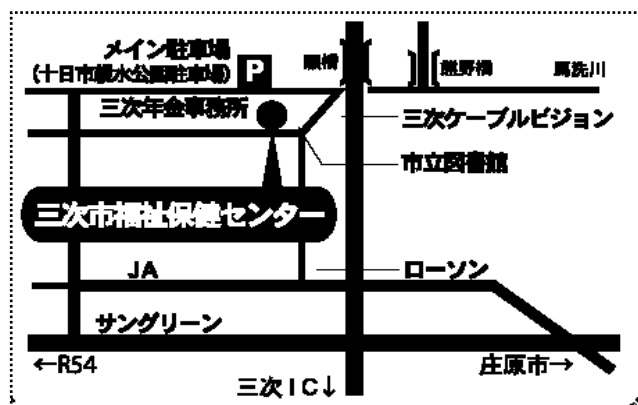 メイン駐車場
(十日市親水公園駐車場)
P
熊野橋
馬洗川
三次年金事務所
三次ケーブルビジョン
市立図書館
三次市福祉保健センター
JA
ローソン
サングリーン
←R54
庄原市→
三次IC↓